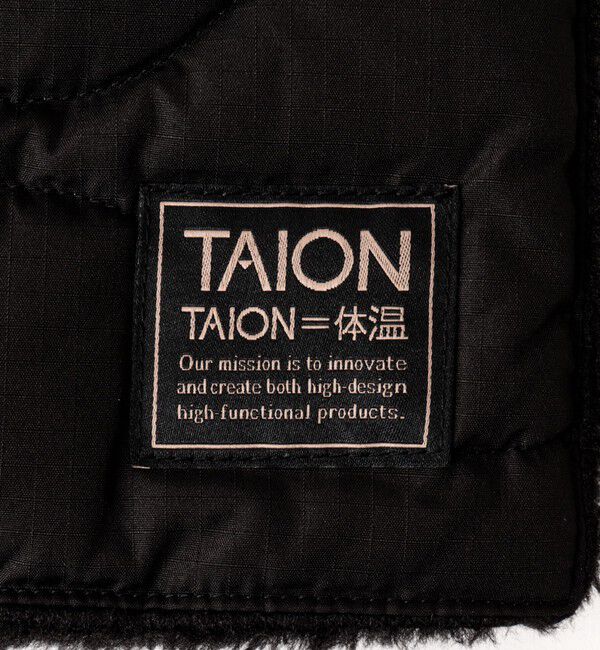 TAION
TAION=体温
Our mission is to innovate
and create both high-design
high-functional products.